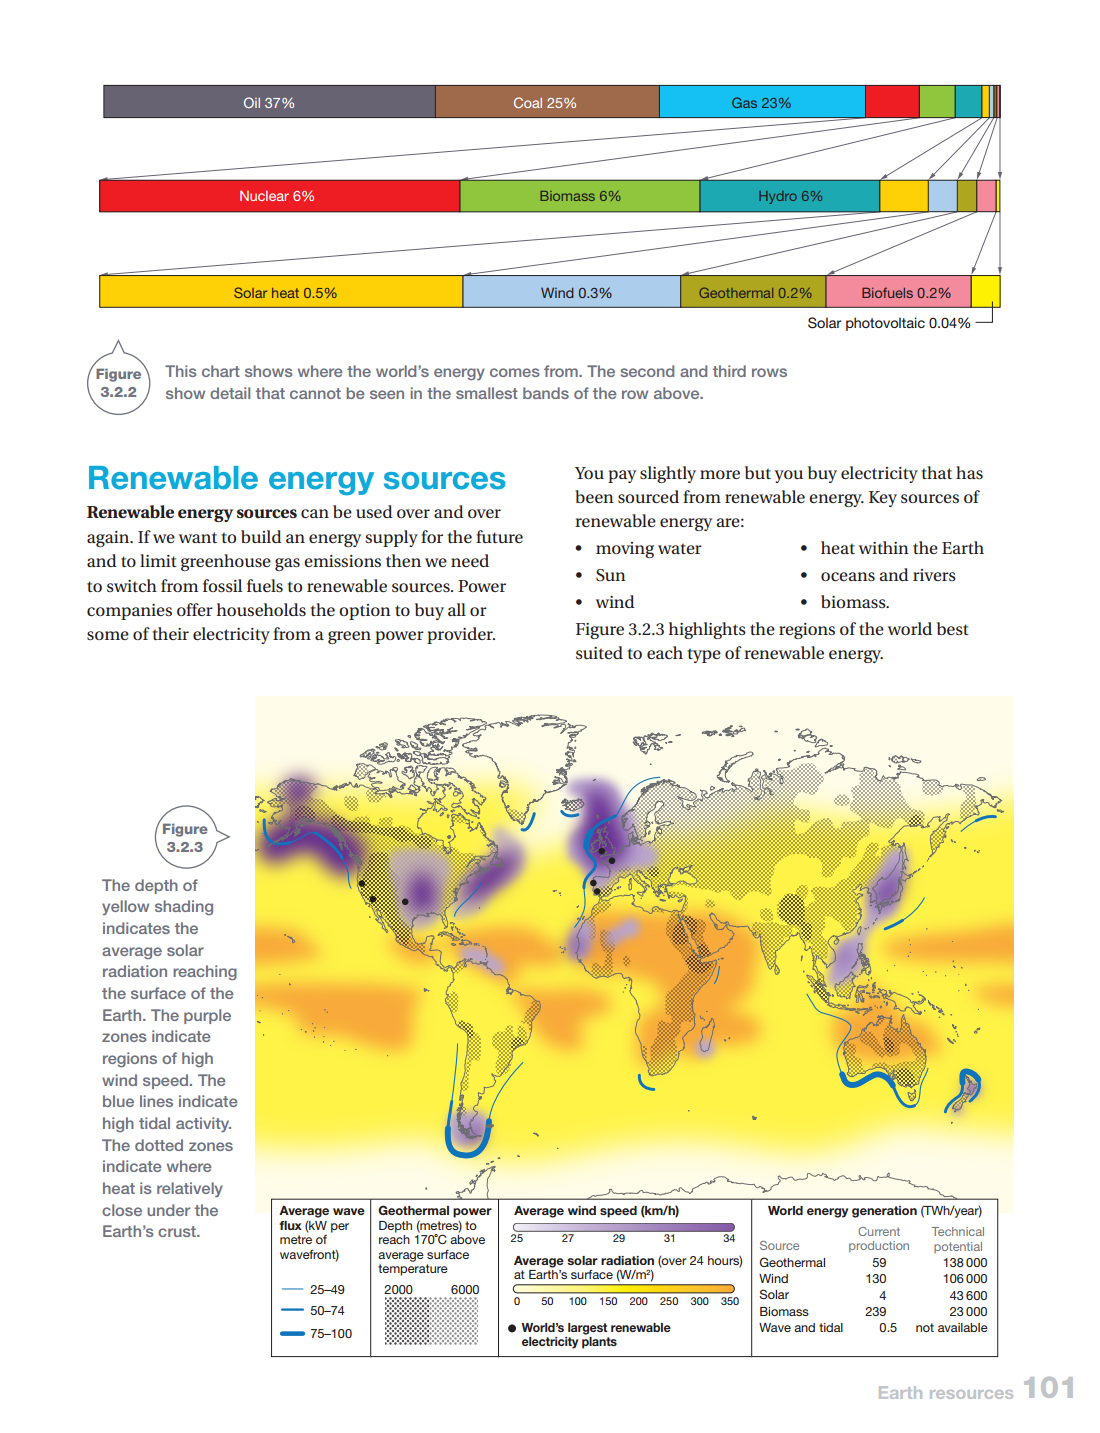 Oil 37%
Coal 25%
Gas 23%
Nuclear 6%
Biomass 6%
Hydro 6%
Solar heat 0.5%
Wind 0.3%
Geothermal 0.2%
Biofuels 0.2%
Solar photovoltaic 0.04%
Figure
3.2.2
This chart shows where the world's energy comes from. The second and third rows
show detail that cannot be seen in the smallest bands of the row above.
Renewable energy sources
Renewable energy sources can be used over and over
again. If we want to build an energy supply for the future
and to limit greenhouse gas emissions then we need
to switch from fossil fuels to renewable sources. Power
companies offer households the option to buy all or
some of their electricity from a green power provider.
You pay slightly more but you buy electricity that has
been sourced from renewable energy. Key sources of
renewable energy are:
• moving water
• Sun
• wind
• heat within the Earth
• oceans and rivers
• biomass.
Figure 3.2.3 highlights the regions of the world best
suited to each type of renewable energy.
Figure
3.2.3
The depth of
yellow shading
indicates the
average solar
radiation reaching
the surface of the
Earth. The purple
zones indicate
regions of high
wind speed. The
blue lines indicate
high tidal activity.
The dotted zones
indicate where
heat is relatively
close under the
Earth's crust.
Average wave
flux (kW per
metre of
wavefront)
25–49
50–74
75–100
Geothermal power
Depth (metres) to
reach 170°C above
average surface
temperature
2000 6000
Average wind speed (km/h)
25 27 29 31 34
Average solar radiation (over 24 hours)
at Earth's surface (W/m²)
0 50 100 150 200 250 300 350
World's largest renewable
electricity plants
World energy generation (TWh/year)
Current Technical
Source production potential
Geothermal 59 138 000
Wind 130 106 000
Solar 4 43 600
Biomass 239 23 000
Wave and tidal 0.5 not available
Earth resources 101